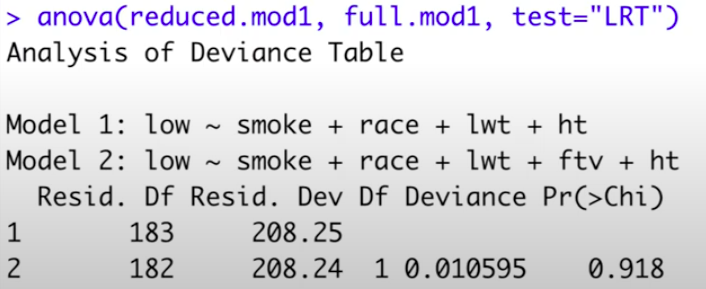 > anova(reduced.mod1, full.mod1, test="LRT")
Analysis of Deviance Table
Model 1: low ~ smoke + race + lwt + ht
Model 2: low ~ smoke + race + lwt + ftv + ht
Resid. Df Resid. Dev Df Deviance Pr(>Chi)
1 183 208.25
2 182 208.24 1 0.010595 0.918